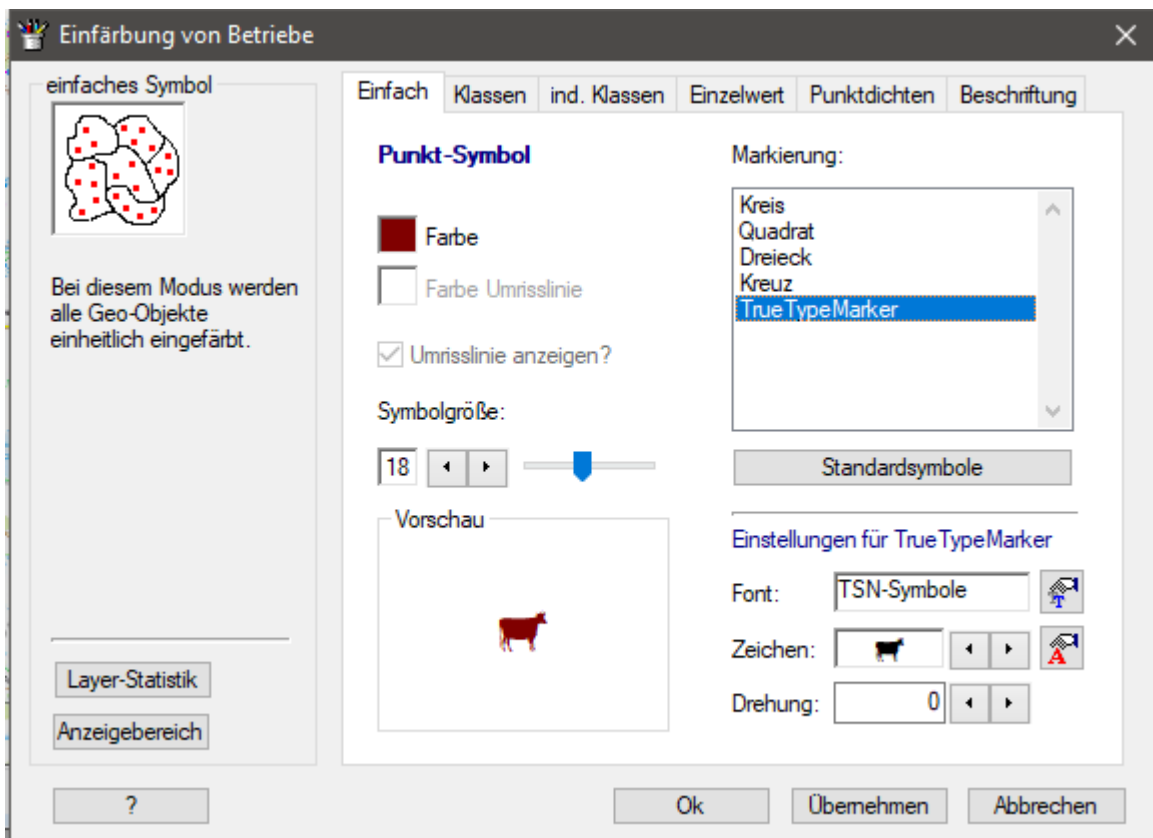 Einfärbung von Betriebe
einfaches Symbol
Bei diesem Modus werden
alle Geo-Objekte
einheitlich eingefärbt.
Layer-Statistik
Anzeigebereich
Einfach
Klassen
ind. Klassen
Einzelwert
Punktdichten
Beschriftung
Punkt-Symbol
Farbe
Farbe Umrisslinie
Umrisslinie anzeigen?
Symbolgröße:
18
Vorschau
Markierung:
Kreis
Quadrat
Dreieck
Kreuz
TrueTypeMarker
Standardsymbole
Einstellungen für TrueTypeMarker
Font: TSN-Symbole T
Zeichen: A
Drehung: 0
? Ok Übernehmen Abbrechen